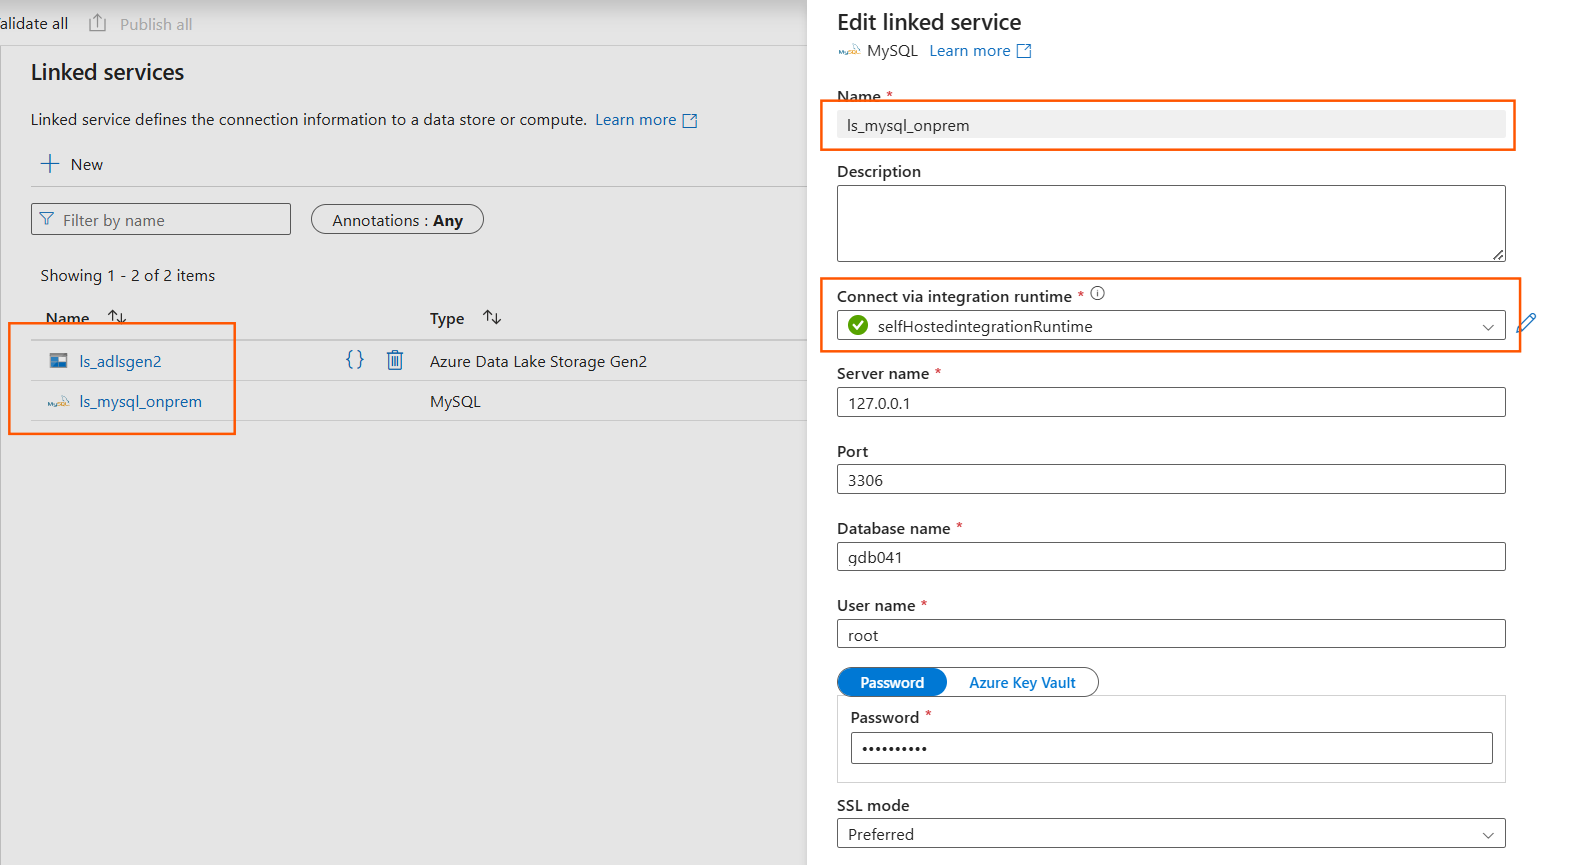 alidate all
Publish all
Linked services
Linked service defines the connection information to a data store or compute. Learn more
New
Filter by name
Annotations : Any
Showing 1 - 2 of 2 items
Name
Type
ls_adlsgen2
{}
Azure Data Lake Storage Gen2
MySQL
ls_mysql_onprem
MySQL
Edit linked service
MySQL
MySQL
Learn more
Name *
ls_mysql_onprem
Description
Connect via integration runtime *
selfHostedintegrationRuntime
Server name *
127.0.0.1
Port
3306
Database name *
gdb041
User name *
root
Password
Azure Key Vault
Password *
••••••••••
SSL mode
Preferred